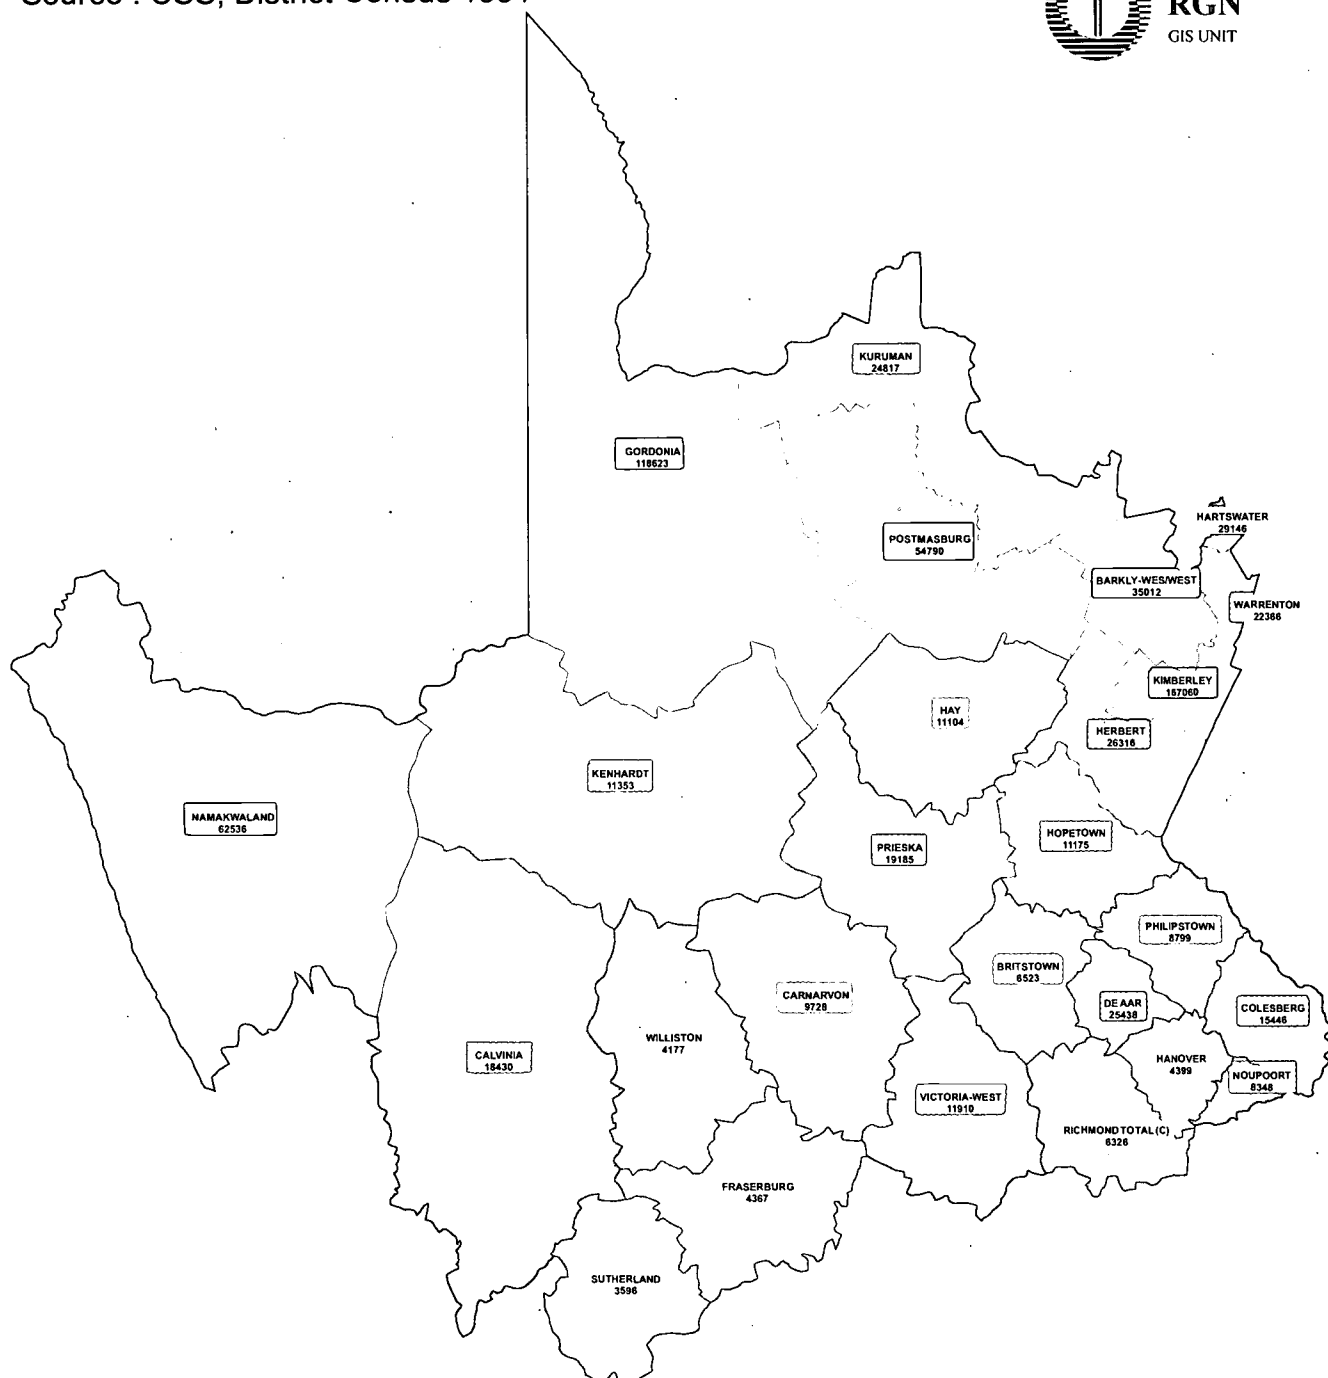 RGN
GIS UNIT
KURUMAN
24817
GORDONIA
118623
HARTSWATER
29146
POSTMASBURG
54790
BARKLY-WES/WEST
35012
WARRENTON
22366
KIMBERLEY
167060
HAY
11104
HERBERT
26316
KENHARDT
11353
NAMAKWALAND
62536
HOPETOWN
11175
PRIESKA
19185
PHILIPSTOWN
8799
BRITSTOWN
6523
CARNARVON
9728
DE AAR
25438
COLESBERG
15446
WILLISTON
4177
CALVINIA
18430
HANOVER
4399
NOUPOORT
8348
VICTORIA-WEST
11910
RICHMOND TOTAL (C)
6326
FRASERBURG
4367
SUTHERLAND
3596